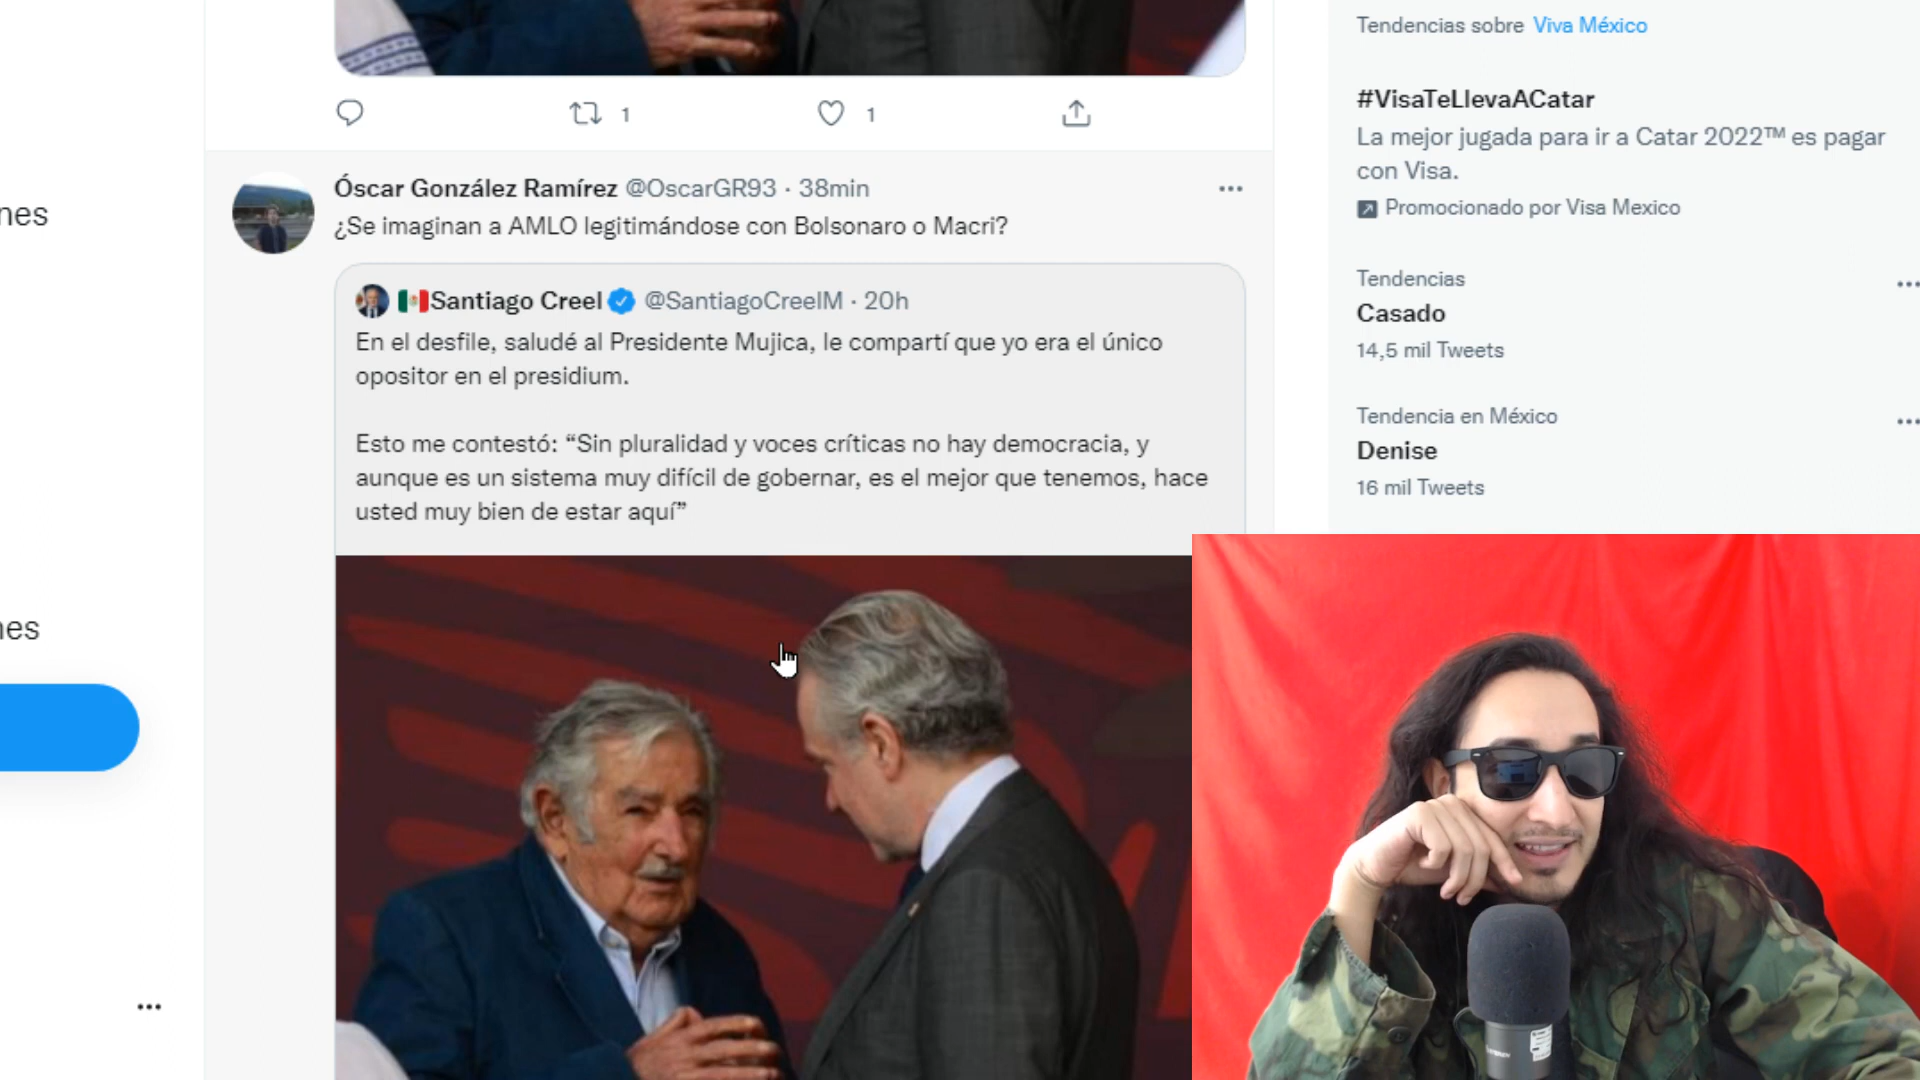 1
1
Óscar González Ramírez @OscarGR93 · 38min
¿Se imaginan a AMLO legitimándose con Bolsonaro o Macri?
Santiago Creel @SantiagoCreelM · 20h
En el desfile, saludé al Presidente Mujica, le compartí que yo era el único
opositor en el presidium.
Esto me contestó: “Sin pluralidad y voces críticas no hay democracia, y
aunque es un sistema muy difícil de gobernar, es el mejor que tenemos, hace
usted muy bien de estar aquí”
Tendencias sobre Viva México
#VisaTeLlevaACatar
La mejor jugada para ir a Catar 2022™ es pagar
con Visa.
Promocionado por Visa Mexico
Tendencias
Casado
14,5 mil Tweets
Tendencia en México
Denise
16 mil Tweets
nes
nes